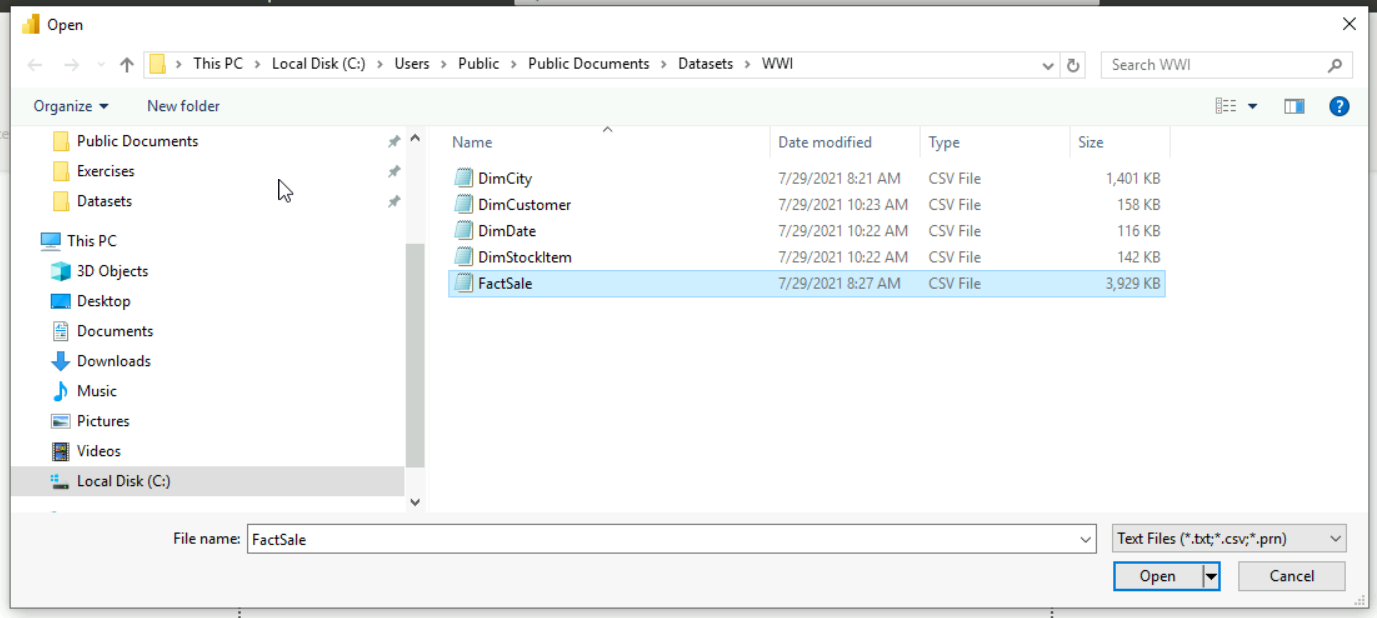 Open
This PC > Local Disk (C:) > Users > Public > Public Documents > Datasets > WWI
Search WWI
Organize
New folder
Public Documents
Exercises
Datasets
This PC
3D Objects
Desktop
Documents
Downloads
Music
Pictures
Videos
Local Disk (C:)
Name Date modified Type Size
DimCity 7/29/2021 8:21 AM CSV File 1,401 KB
DimCustomer 7/29/2021 10:23 AM CSV File 158 KB
DimDate 7/29/2021 10:22 AM CSV File 116 KB
DimStockItem 7/29/2021 10:22 AM CSV File 142 KB
FactSale 7/29/2021 8:27 AM CSV File 3,929 KB
File name: FactSale
Text Files (*.txt;*.csv;*.prn)
Open
Cancel